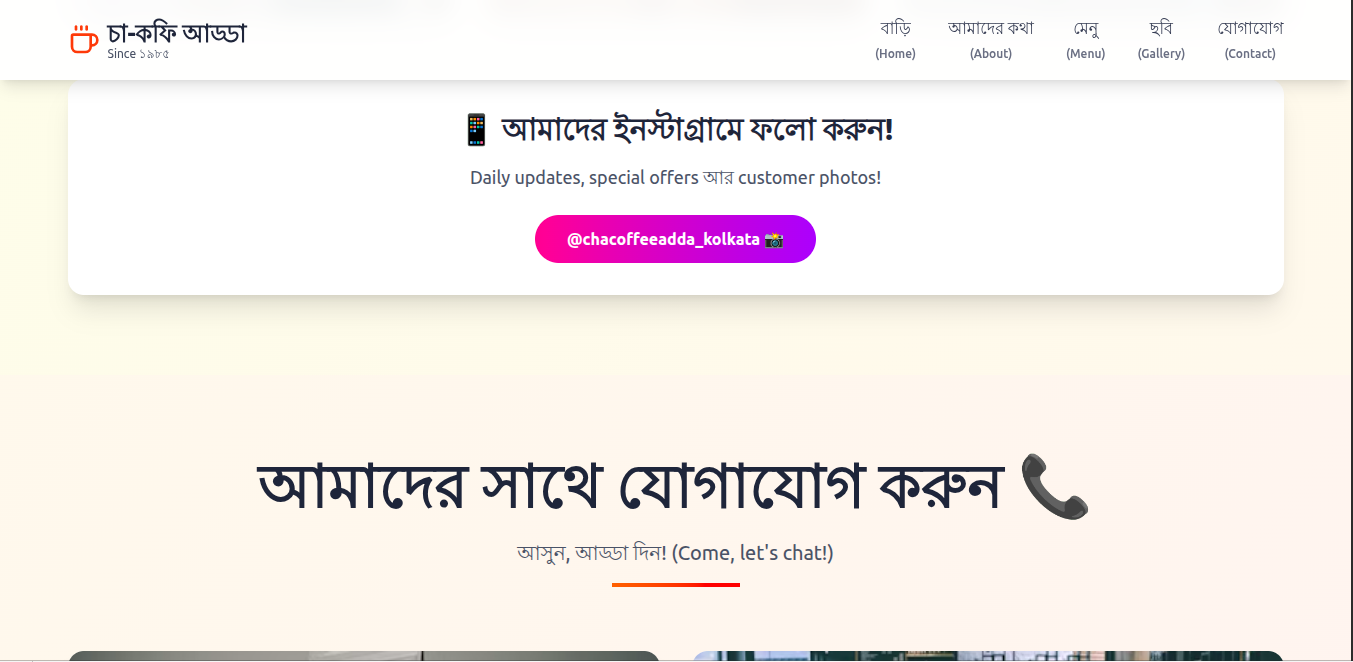 চা-কফি আড্ডা
Since ১৯৮৫
বাড়ি
(Home)
আমাদের কথা
(About)
মেনু
(Menu)
ছবি
(Gallery)
যোগাযোগ
(Contact)
📱 আমাদের ইনস্টাগ্রামে ফলো করুন!
Daily updates, special offers আর customer photos!
@chacoffeeadda_kolkata 📸
আমাদের সাথে যোগাযোগ করুন 📞
আসুন, আড্ডা দিন! (Come, let's chat!)